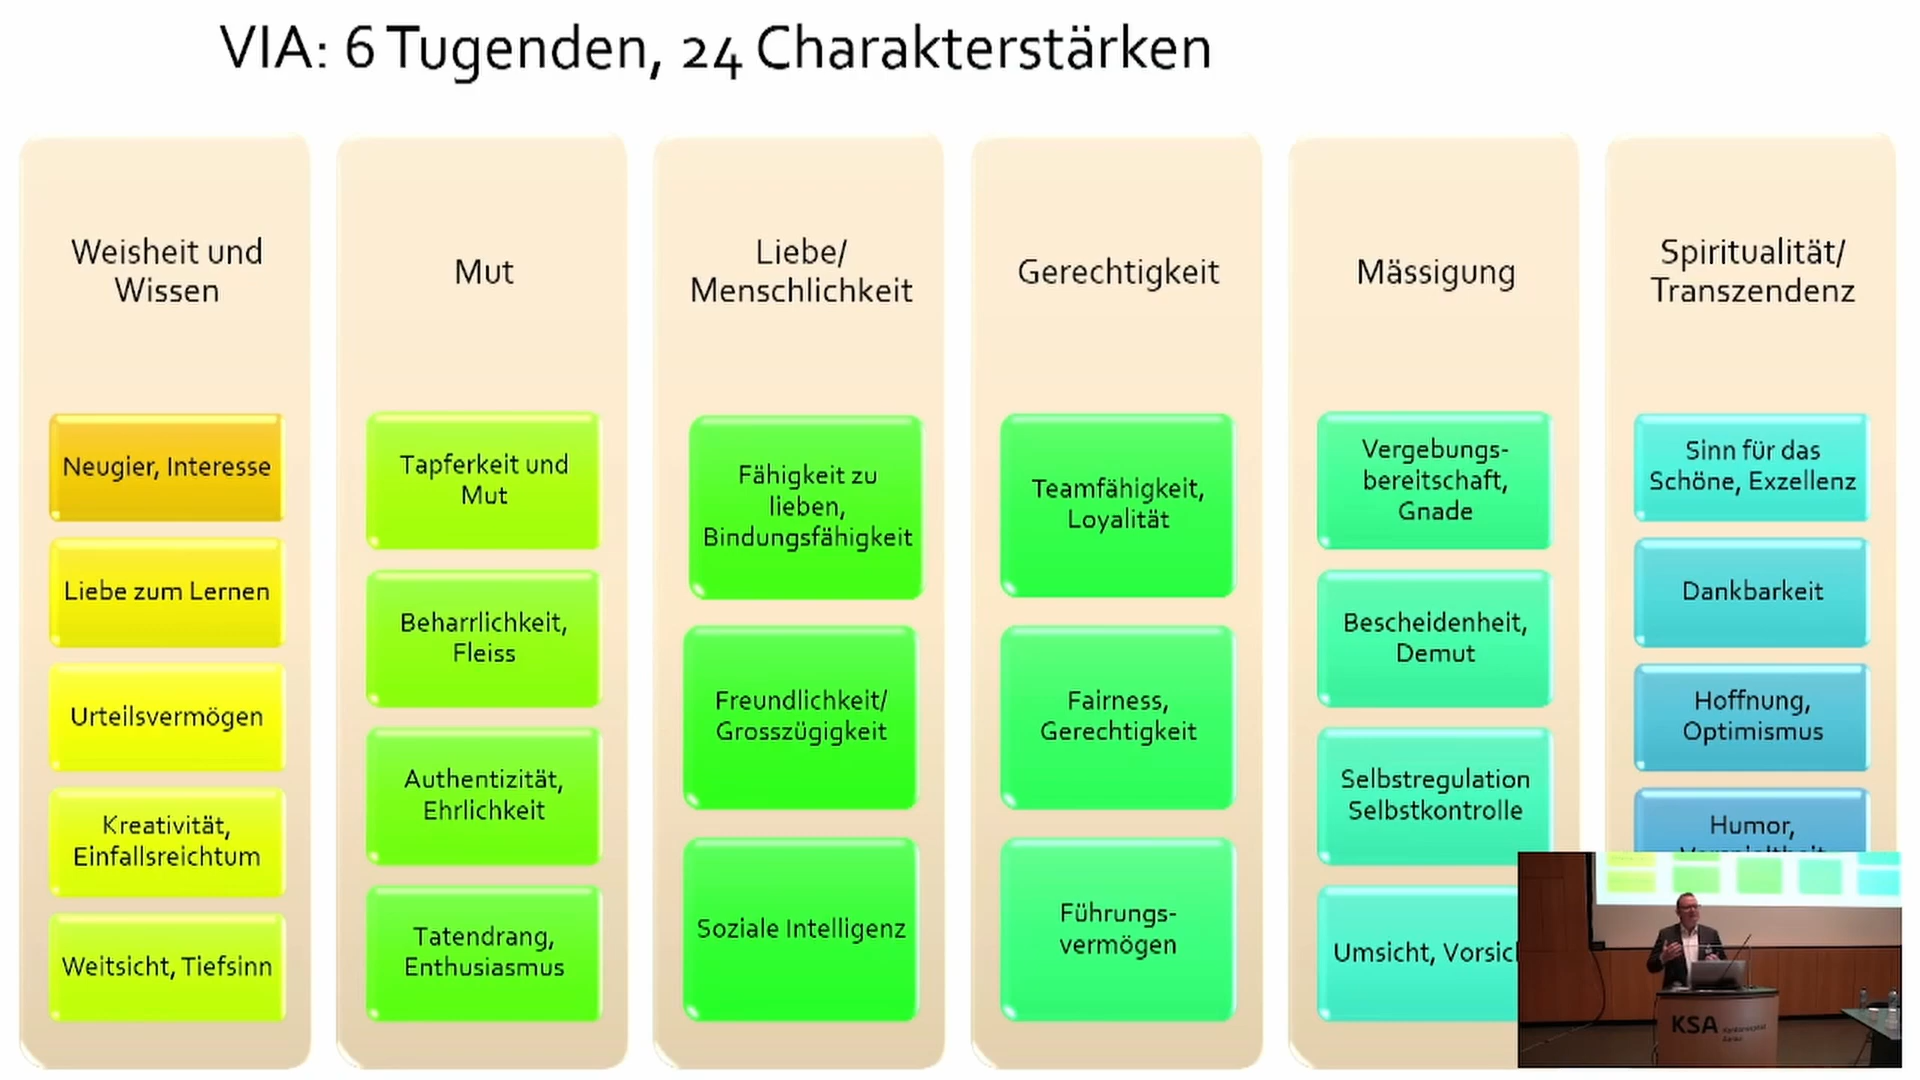 VIA: 6 Tugenden, 24 Charakterstärken
Weisheit und
Wissen
Neugier, Interesse
Liebe zum Lernen
Urteilsvermögen
Kreativität,
Einfallsreichtum
Weitsicht, Tiefsinn
Mut
Tapferkeit und
Mut
Beharrlichkeit,
Fleiss
Authentizität,
Ehrlichkeit
Tatendrang,
Enthusiasmus
Liebe/
Menschlichkeit
Fähigkeit zu
lieben,
Bindungsfähigkeit
Freundlichkeit/
Grosszügigkeit
Soziale Intelligenz
Gerechtigkeit
Teamfähigkeit,
Loyalität
Fairness,
Gerechtigkeit
Führungs-
vermögen
Mässigung
Vergebungs-
bereitschaft,
Gnade
Bescheidenheit,
Demut
Selbstregulation
Selbstkontrolle
Umsicht,
Spiritualität/
Transzendenz
Sinn für das
Schöne, Exzellenz
Dankbarkeit
Hoffnung,
Optimismus
Humor,
KSA
Kantonsspital
Aarau